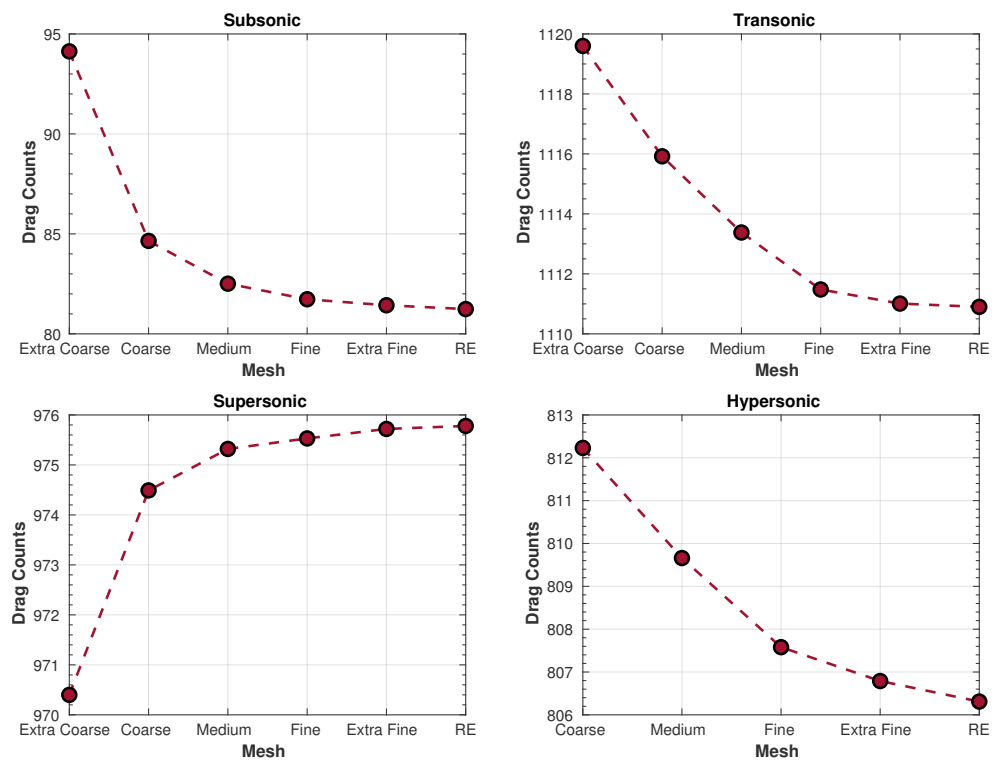 Subsonic
95
90
85
80
Drag Counts
Extra Coarse Coarse Medium Fine Extra Fine RE
Mesh
Transonic
1120
1118
1116
1114
1112
1110
Drag Counts
Extra Coarse Coarse Medium Fine Extra Fine RE
Mesh
Supersonic
976
975
974
973
972
971
970
Drag Counts
Extra Coarse Coarse Medium Fine Extra Fine RE
Mesh
Hypersonic
813
812
811
810
809
808
807
806
Drag Counts
Coarse Medium Fine Extra Fine RE
Mesh